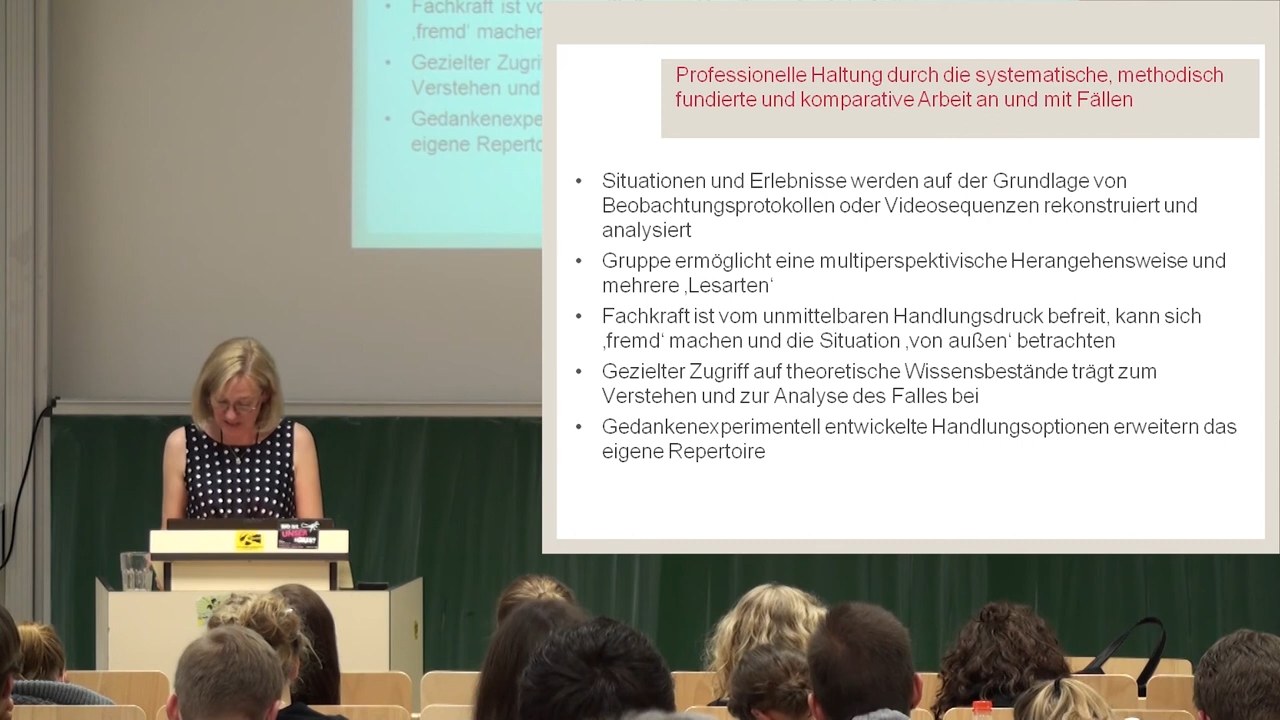 Fachkraft ist vo
‚fremd‘ machen
Gezielter Zugri
Verstehen und
Gedankenexpe
eigene Reperto
Professionelle Haltung durch die systematische, methodisch
fundierte und komparative Arbeit an und mit Fällen
• Situationen und Erlebnisse werden auf der Grundlage von
Beobachtungsprotokollen oder Videosequenzen rekonstruiert und
analysiert
• Gruppe ermöglicht eine multiperspektivische Herangehensweise und
mehrere ‚Lesarten‘
• Fachkraft ist vom unmittelbaren Handlungsdruck befreit, kann sich
‚fremd‘ machen und die Situation ‚von außen‘ betrachten
• Gezielter Zugriff auf theoretische Wissensbestände trägt zum
Verstehen und zur Analyse des Falles bei
• Gedankenexperimentell entwickelte Handlungsoptionen erweitern das
eigene Repertoire
UNSER